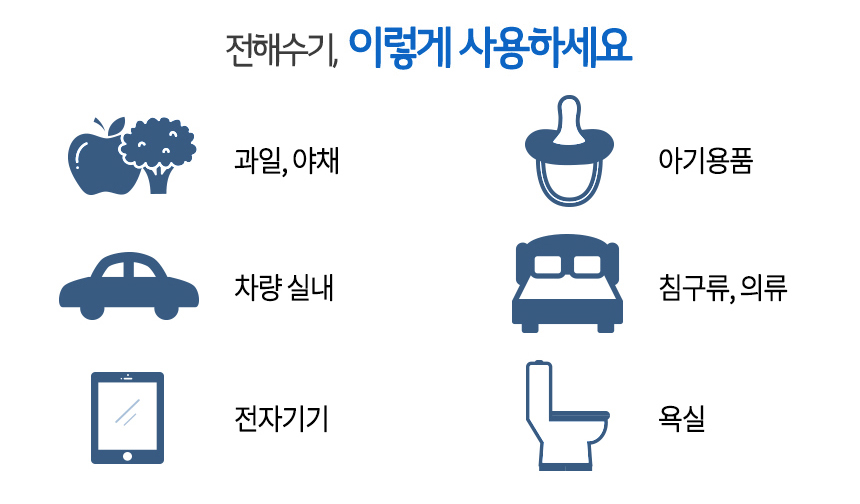 전해수기, 이렇게 사용하세요
과일, 야채
아기용품
차량 실내
침구류, 의류
전자기기
욕실